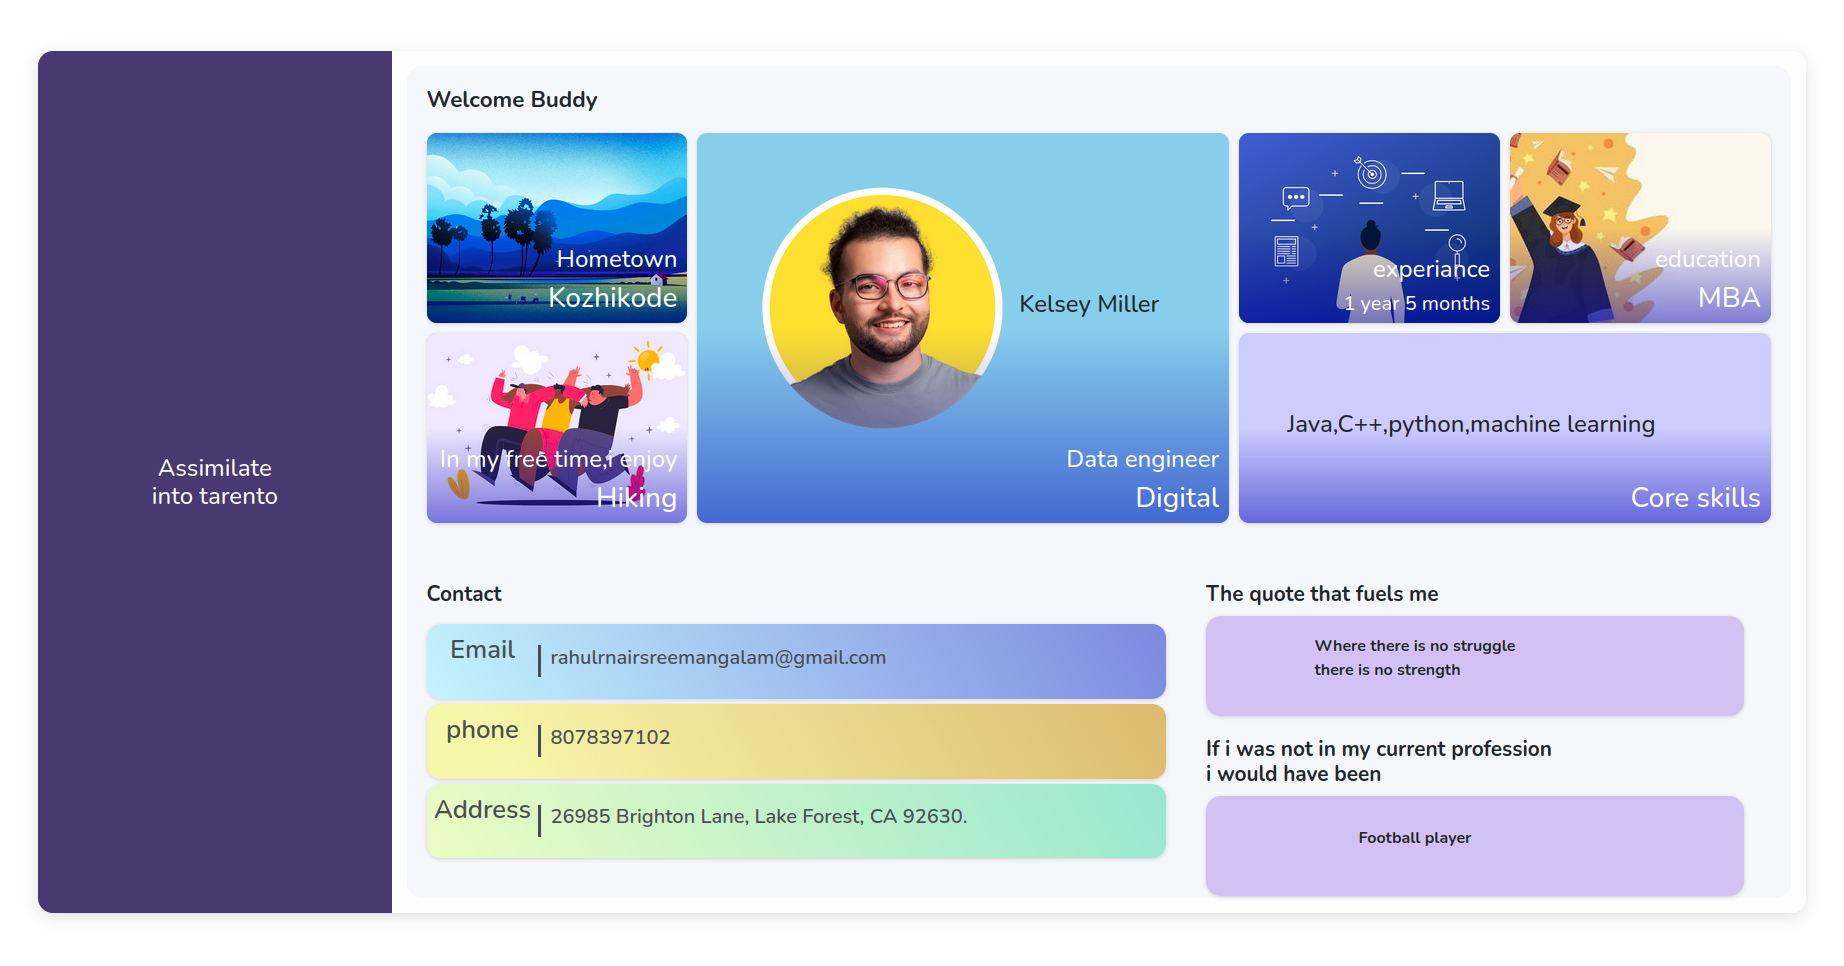 Assimilate
into tarento
Welcome Buddy
Hometown
Kozhikode
In my free time,i enjoy
Hiking
Kelsey Miller
Data engineer
Digital
experiance
1 year 5 months
education
MBA
Java,C++,python,machine learning
Core skills
Contact
Email
rahulrnairsreemangalam@gmail.com
phone
8078397102
Address
26985 Brighton Lane, Lake Forest, CA 92630.
The quote that fuels me
Where there is no struggle
there is no strength
If i was not in my current profession
i would have been
Football player